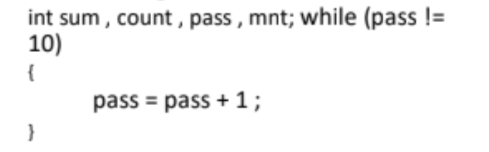 int sum , count , pass , mnt; while (pass !=
10)
{
pass = pass + 1 ;
}